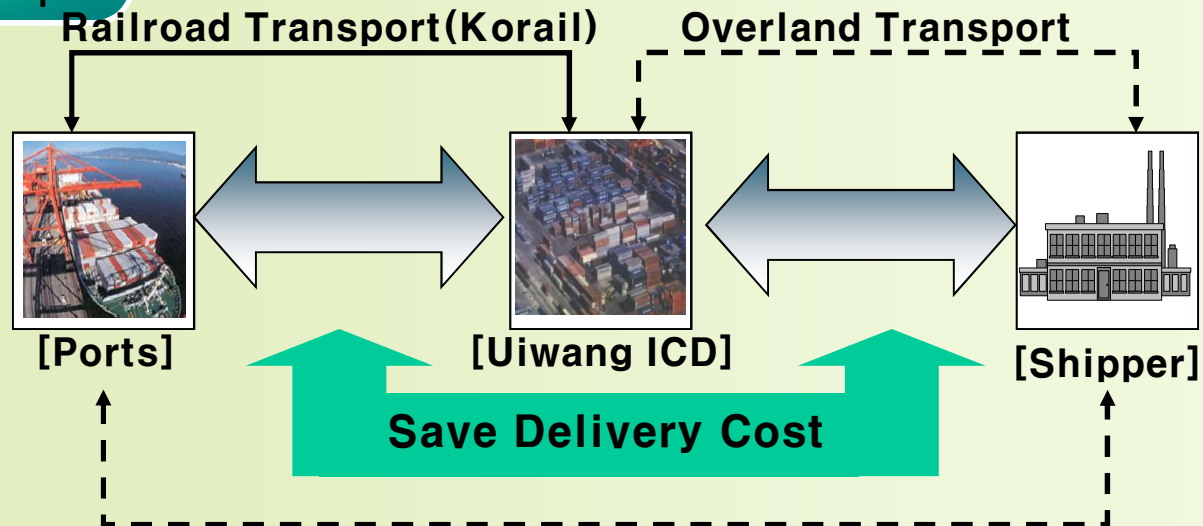 Railroad Transport(Korail)
Overland Transport
[Ports]
[Uiwang ICD]
[Shipper]
Save Delivery Cost